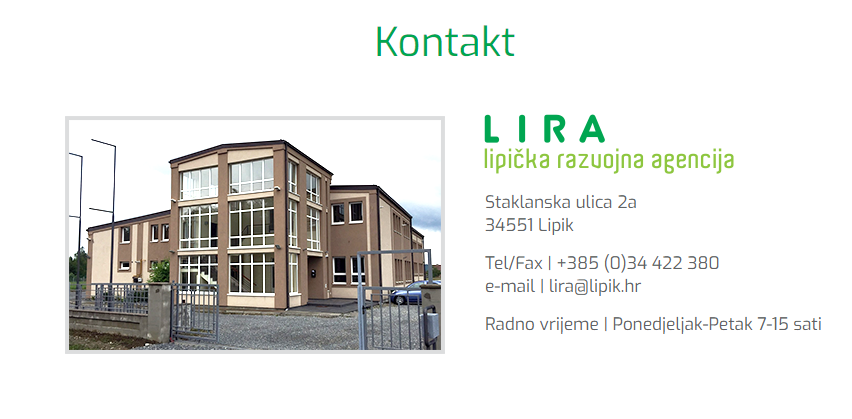 Kontakt
LIRA
lipička razvojna agencija
Staklanska ulica 2a
34551 Lipik
Tel/Fax | +385 (0)34 422 380
e-mail | lira@lipik.hr
Radno vrijeme | Ponedjeljak-Petak 7-15 sati